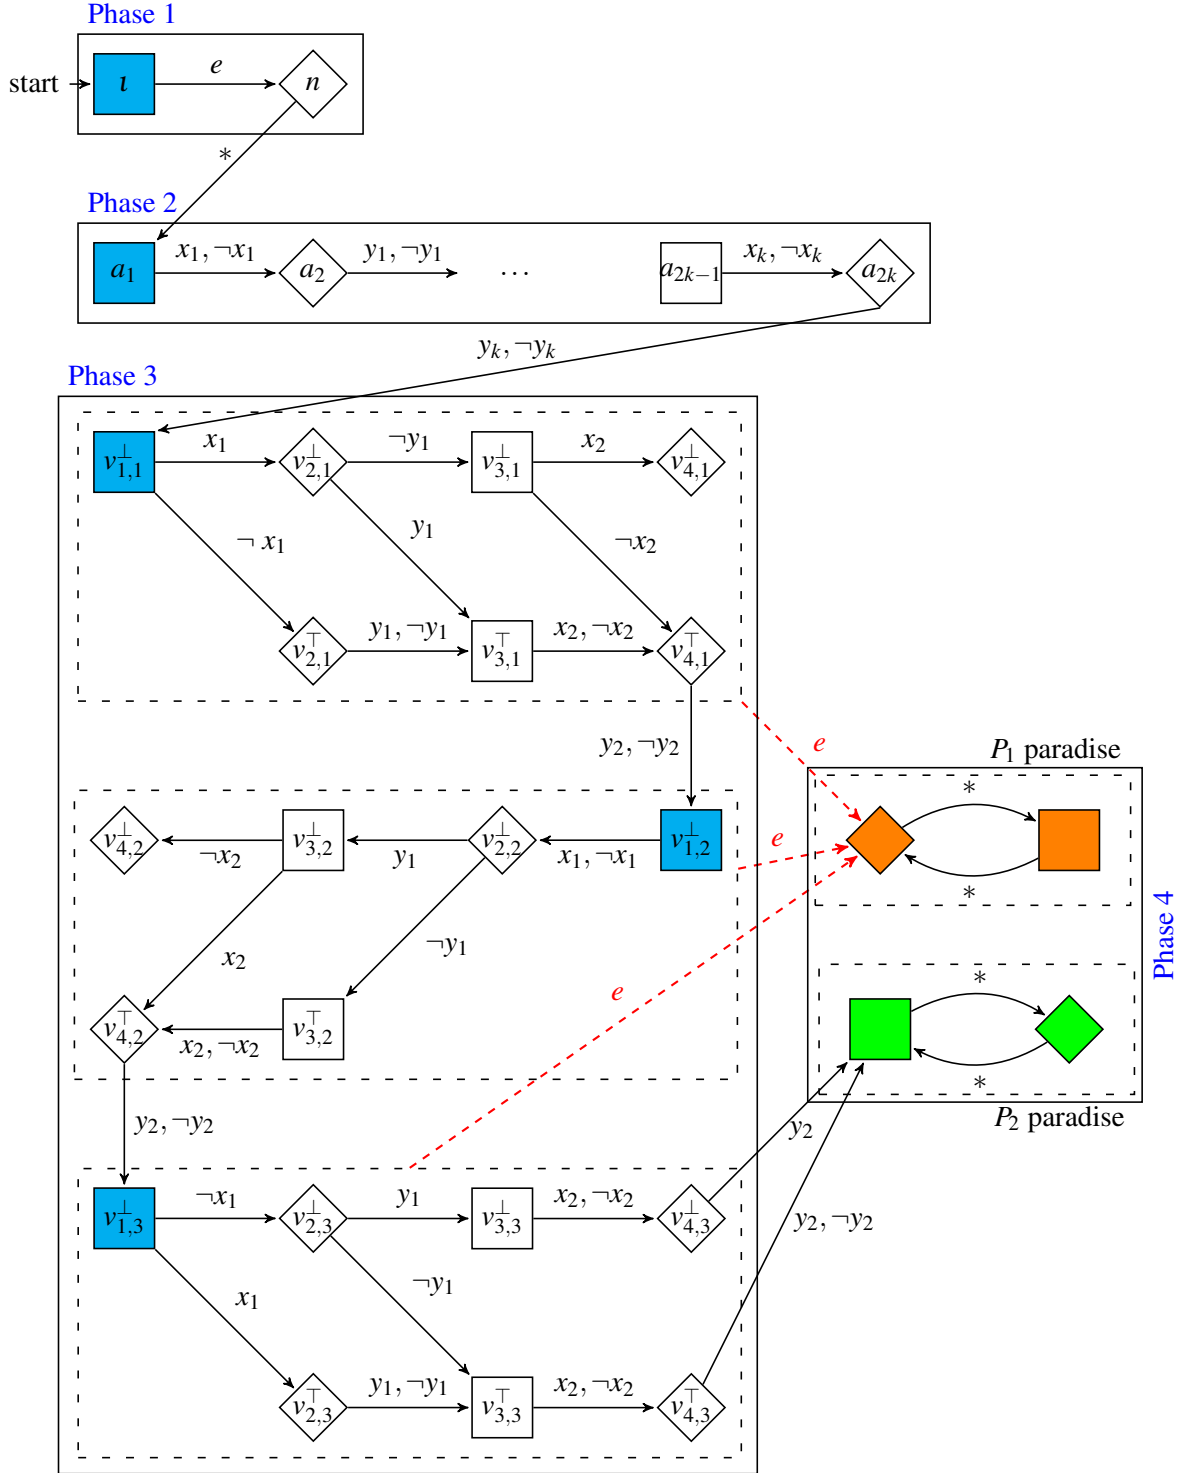 Phase 1
start
ι
e
n
*
Phase 2
a₁
x₁, ¬x₁
a₂
y₁, ¬y₁
…
a₂ₖ₋₁
xₖ, ¬xₖ
a₂ₖ
yₖ, ¬yₖ
Phase 3
v^⊥_{1,1}
x₁
v^⊥_{2,1}
¬y₁
v^⊥_{3,1}
x₂
v^⊥_{4,1}
¬ x₁
y₁
¬x₂
v^⊤_{2,1}
y₁, ¬y₁
v^⊤_{3,1}
x₂, ¬x₂
v^⊤_{4,1}
y₂, ¬y₂
e
P₁ paradise
v^⊥_{4,2}
¬x₂
v^⊥_{3,2}
y₁
v^⊥_{2,2}
x₁, ¬x₁
v^⊥_{1,2}
e
*
*
x₂
¬y₁
v^⊤_{4,2}
x₂, ¬x₂
v^⊤_{3,2}
e
*
*
Phase 4
P₂ paradise
y₂, ¬y₂
v^⊥_{1,3}
¬x₁
v^⊥_{2,3}
y₁
v^⊥_{3,3}
x₂, ¬x₂
v^⊥_{4,3}
y₂
y₂, ¬y₂
x₁
¬y₁
v^⊤_{2,3}
y₁, ¬y₁
v^⊤_{3,3}
x₂, ¬x₂
v^⊤_{4,3}